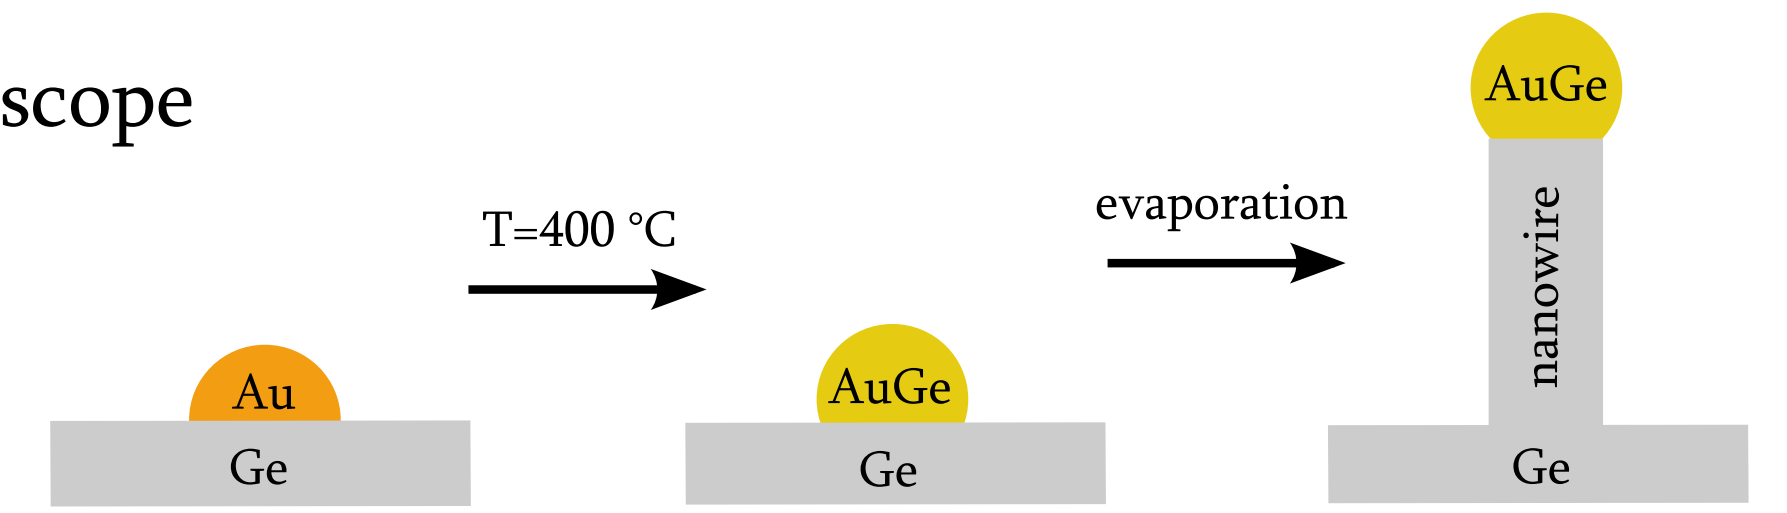 scope
Au
Ge
T=400 °C
AuGe
Ge
evaporation
AuGe
nanowire
Ge